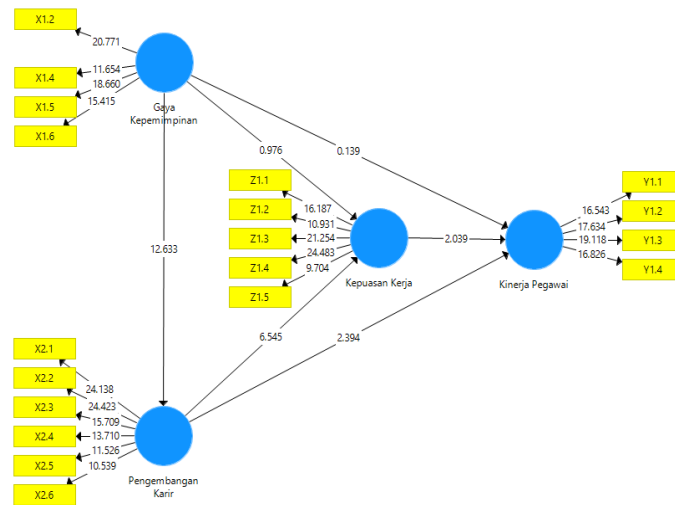 X1.2
20.771
X1.4
11.654
18.660
X1.5
15.415
X1.6
Gaya
Kepemimpinan
0.976
0.139
12.633
Z1.1
Z1.2
Z1.3
Z1.4
Z1.5
16.187
10.931
21.254
24.483
9.704
Kepuasan Kerja
2.039
Kinerja Pegawai
16.543
17.634
19.118
16.826
Y1.1
Y1.2
Y1.3
Y1.4
6.545
2.394
X2.1
X2.2
X2.3
X2.4
X2.5
X2.6
24.138
24.423
15.709
13.710
11.526
10.539
Pengembangan
Karir